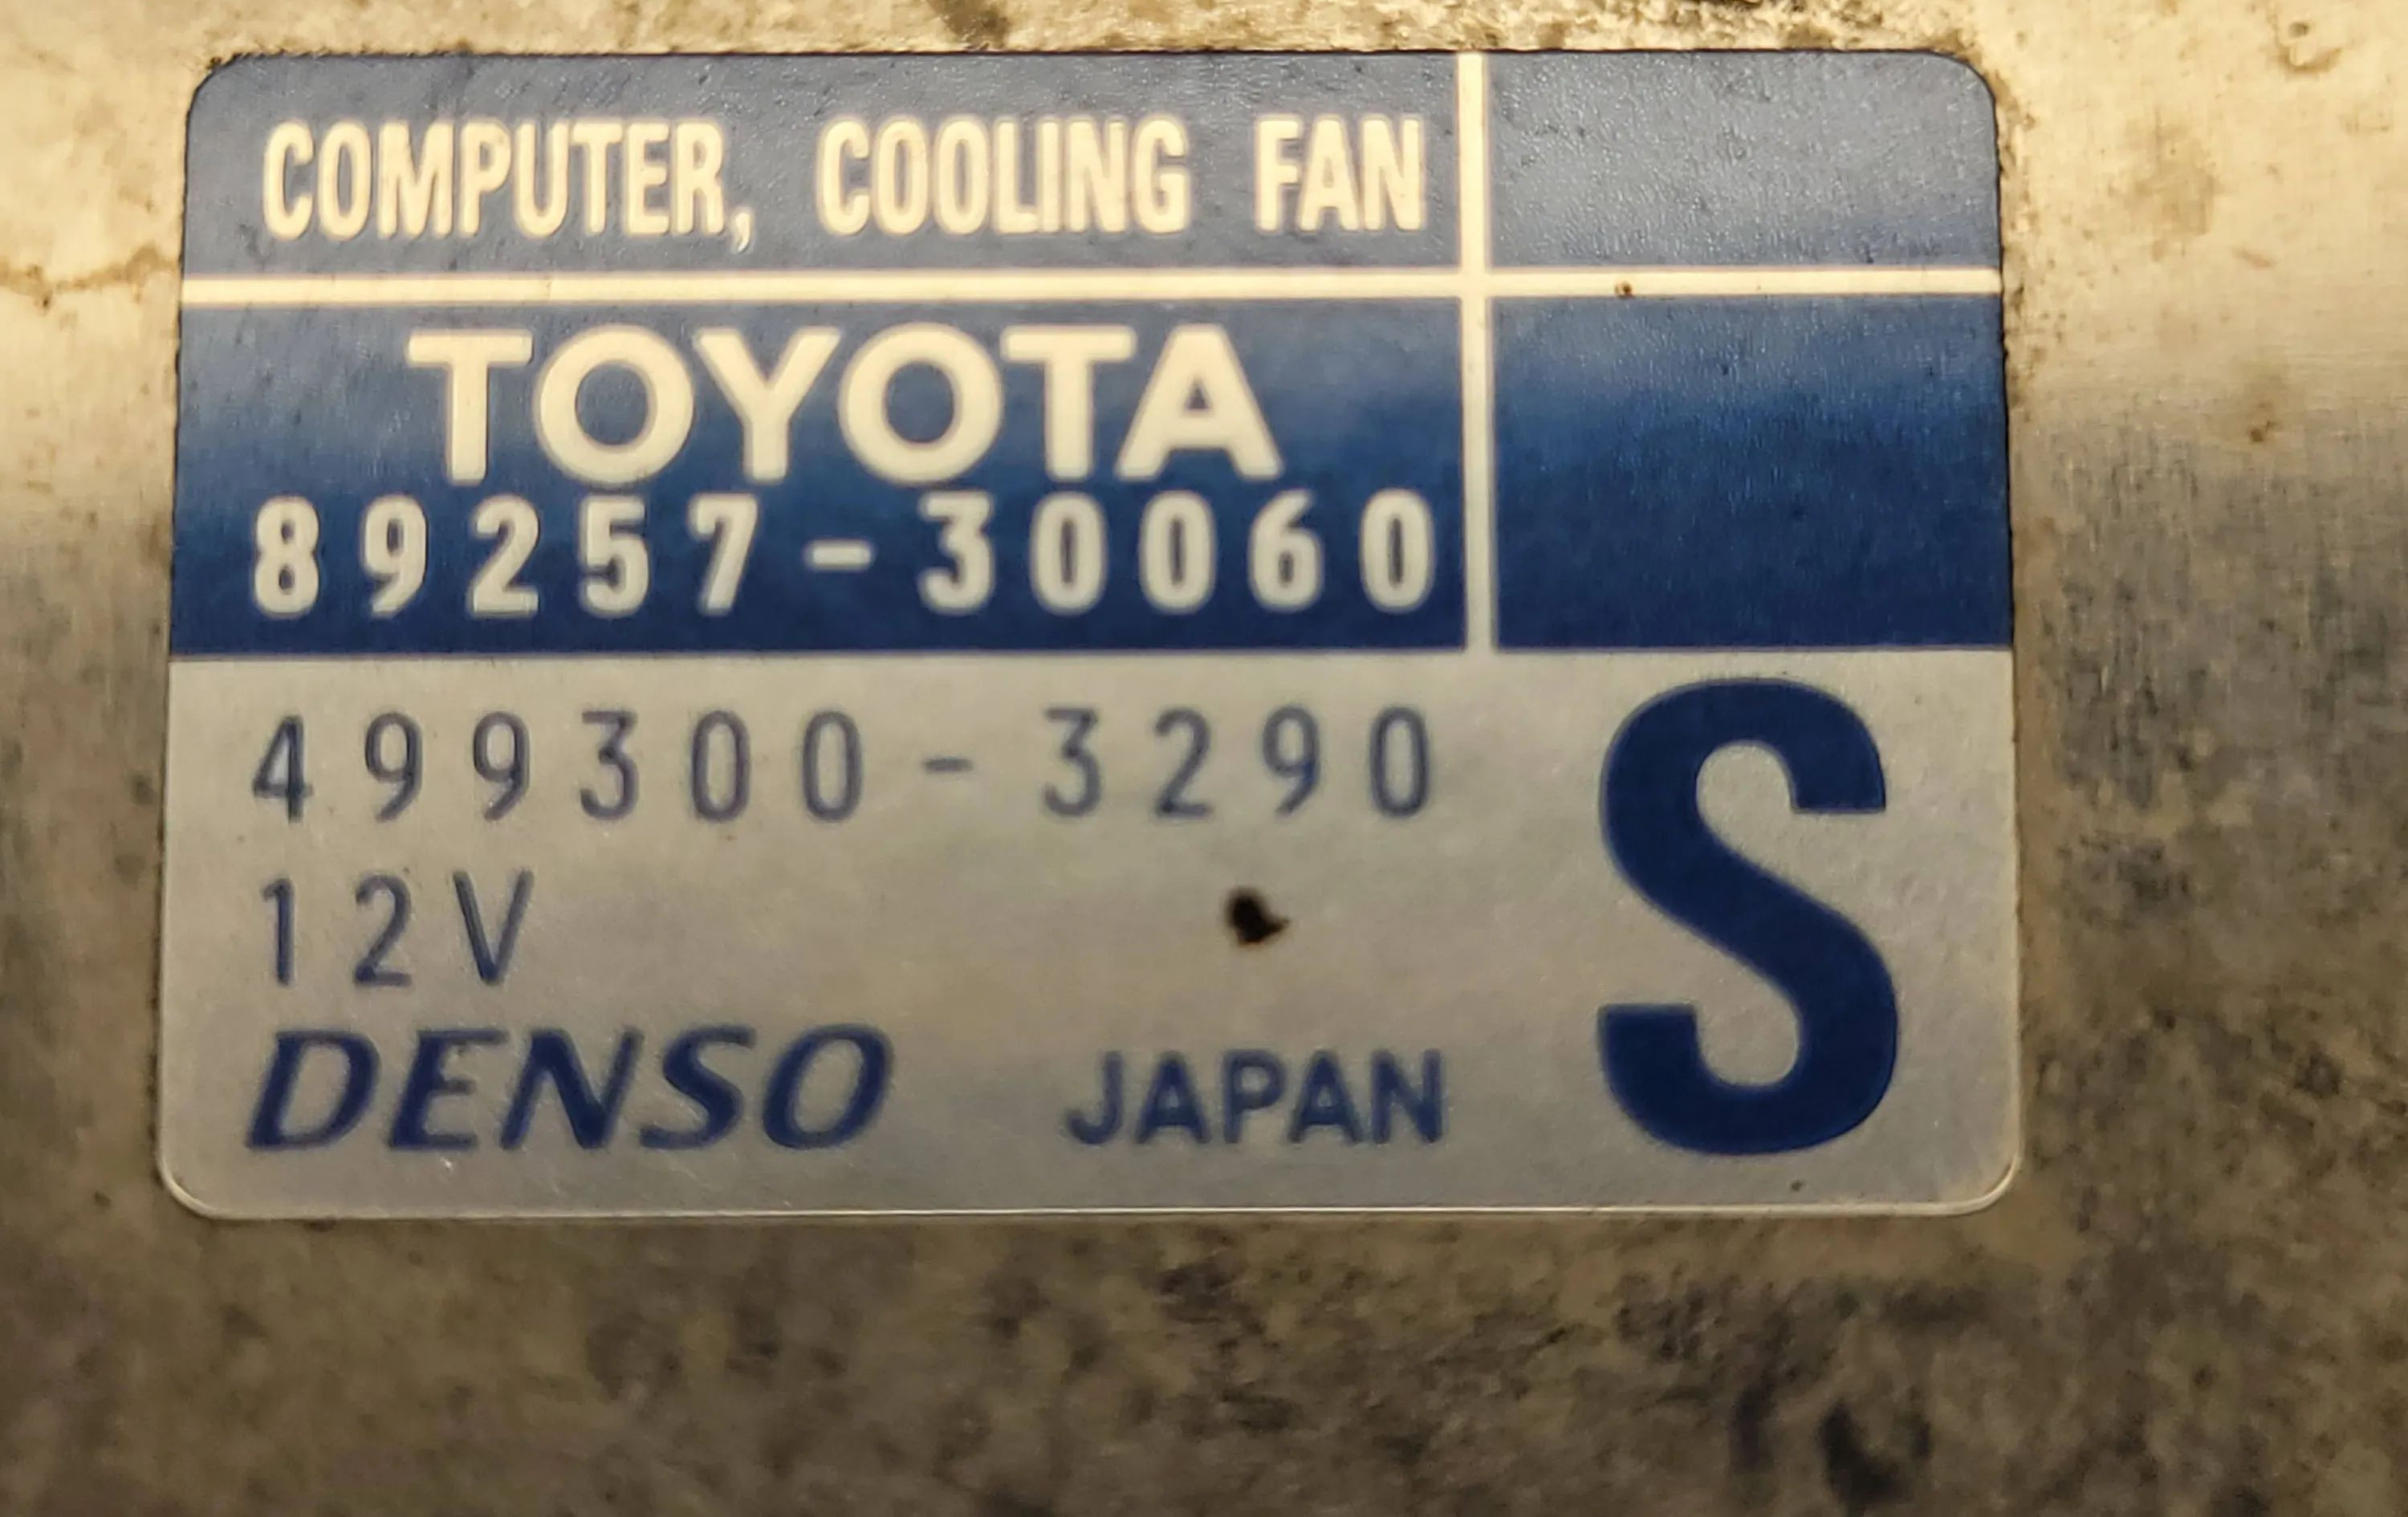 COMPUTER, COOLING FAN
TOYOTA
89257-30060
499300-3290
12V
DENSO JAPAN
S